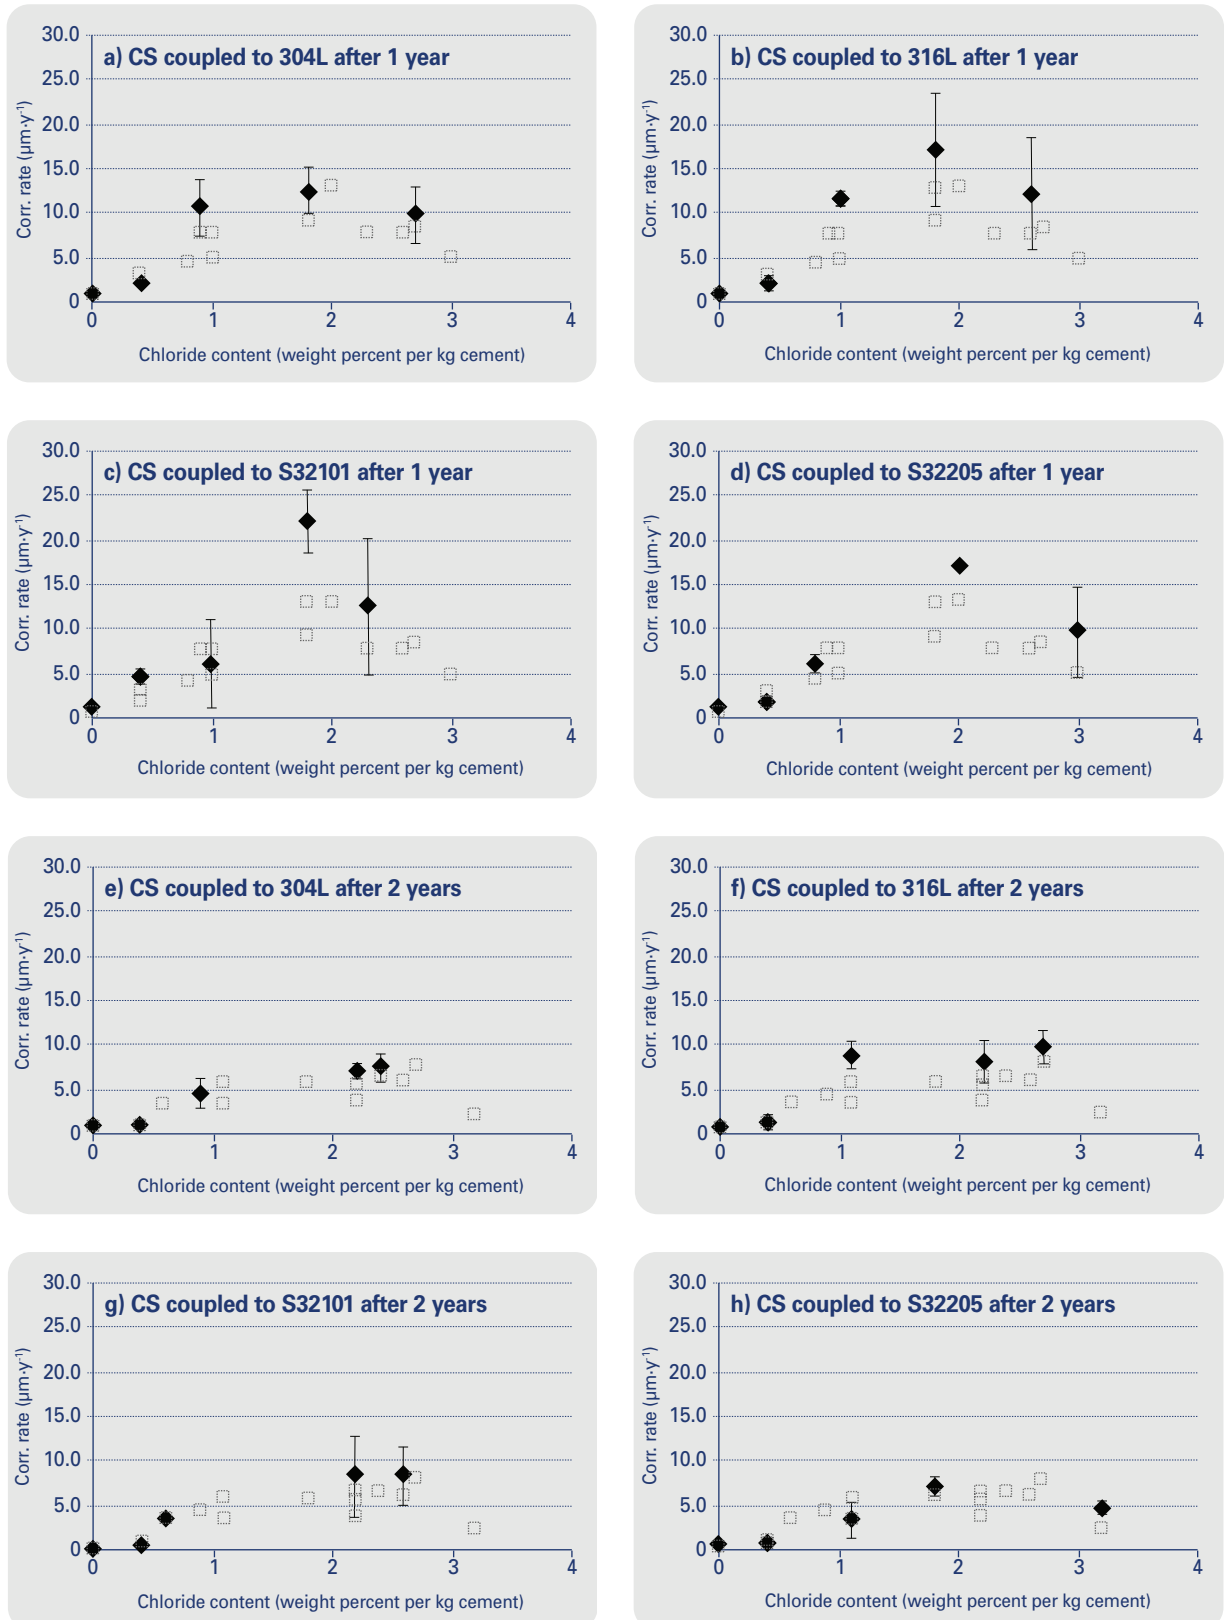 a) CS coupled to 304L after 1 year
Corr. rate (µm·y⁻¹)
30.0
25.0
20.0
15.0
10.0
5.0
0
0 1 2 3 4
Chloride content (weight percent per kg cement)
b) CS coupled to 316L after 1 year
Corr. rate (µm·y⁻¹)
30.0
25.0
20.0
15.0
10.0
5.0
0
0 1 2 3 4
Chloride content (weight percent per kg cement)
c) CS coupled to S32101 after 1 year
Corr. rate (µm·y⁻¹)
30.0
25.0
20.0
15.0
10.0
5.0
0
0 1 2 3 4
Chloride content (weight percent per kg cement)
d) CS coupled to S32205 after 1 year
Corr. rate (µm·y⁻¹)
30.0
25.0
20.0
15.0
10.0
5.0
0
0 1 2 3 4
Chloride content (weight percent per kg cement)
e) CS coupled to 304L after 2 years
Corr. rate (µm·y⁻¹)
30.0
25.0
20.0
15.0
10.0
5.0
0
0 1 2 3 4
Chloride content (weight percent per kg cement)
f) CS coupled to 316L after 2 years
Corr. rate (µm·y⁻¹)
30.0
25.0
20.0
15.0
10.0
5.0
0
0 1 2 3 4
Chloride content (weight percent per kg cement)
g) CS coupled to S32101 after 2 years
Corr. rate (µm·y⁻¹)
30.0
25.0
20.0
15.0
10.0
5.0
0
0 1 2 3 4
Chloride content (weight percent per kg cement)
h) CS coupled to S32205 after 2 years
Corr. rate (µm·y⁻¹)
30.0
25.0
20.0
15.0
10.0
5.0
0
0 1 2 3 4
Chloride content (weight percent per kg cement)